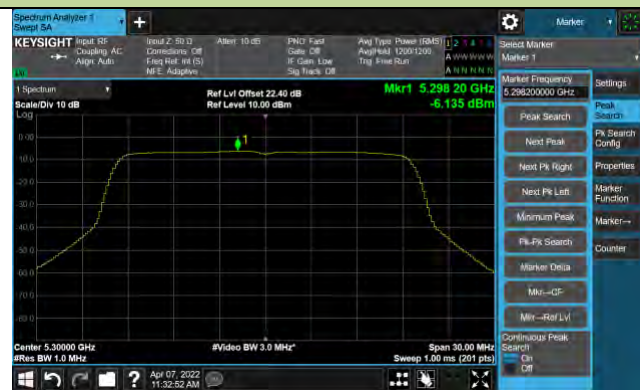 Spectrum Analyzer 1
Swept SA
Marker
KEYSIGHT Input: RF
Coupling: AC
Align: Auto
Input Z: 50 Ω
Corrections: Off
Freq Ref: Int (S)
NFE: Adaptive
Atten: 10 dB
PNO: Fast
Gate: Off
IF Gain: Low
Sig Track: Off
Avg Type: Power (RMS)
Avg|Hold: 1200/1200
Trig: Free Run
Select Marker
Marker 1
1 Spectrum
Scale/Div 10 dB
Log
Ref Lvl Offset 22.40 dB
Ref Level 10.00 dBm
Mkr1 5.298 20 GHz
-6.135 dBm
Marker Frequency
5.298200000 GHz
Settings
Peak Search
Peak
Search
Next Peak
Pk Search
Config
Next Pk Right
Properties
Next Pk Left
Marker
Function
Minimum Peak
Marker→
Pk-Pk Search
Counter
Marker Delta
Mkr→CF
Mkr→Ref Lvl
Continuous Peak
Search
On
Off
1
0.00
-10.0
-20.0
-30.0
-40.0
-50.0
-60.0
-70.0
-80.0
Center 5.30000 GHz
#Res BW 1.0 MHz
#Video BW 3.0 MHz*
Span 30.00 MHz
Sweep 1.00 ms (201 pts)
Apr 07, 2022
11:32:52 AM